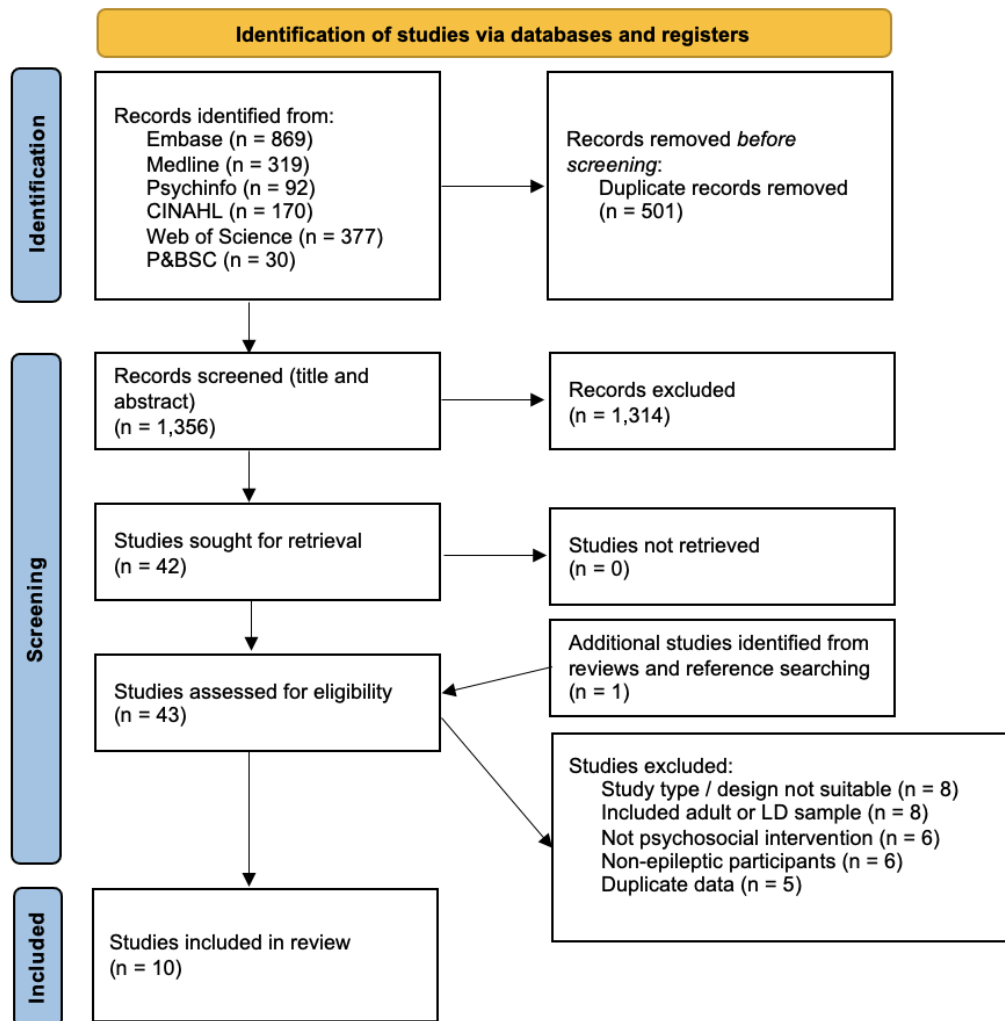 Identification of studies via databases and registers
Identification
Records identified from:
Embase (n = 869)
Medline (n = 319)
Psychinfo (n = 92)
CINAHL (n = 170)
Web of Science (n = 377)
P&BSC (n = 30)
Records removed before
screening:
Duplicate records removed
(n = 501)
Screening
Records screened (title and
abstract)
(n = 1,356)
Records excluded
(n = 1,314)
Studies sought for retrieval
(n = 42)
Studies not retrieved
(n = 0)
Additional studies identified from
reviews and reference searching
(n = 1)
Studies assessed for eligibility
(n = 43)
Studies excluded:
Study type / design not suitable (n = 8)
Included adult or LD sample (n = 8)
Not psychosocial intervention (n = 6)
Non-epileptic participants (n = 6)
Duplicate data (n = 5)
Included
Studies included in review
(n = 10)